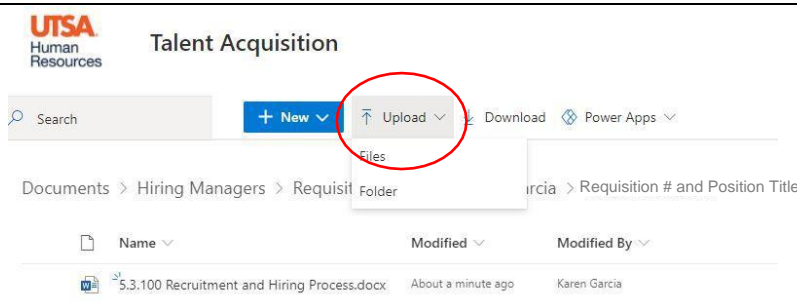 UTSA
Human
Resources
Talent Acquisition
Search
+ New
Upload
Download
Power Apps
Files
Folder
Documents > Hiring Managers > Requisit rcia > Requisition # and Position Title
Name
Modified
Modified By
5.3.100 Recruitment and Hiring Process.docx
About a minute ago
Karen Garcia